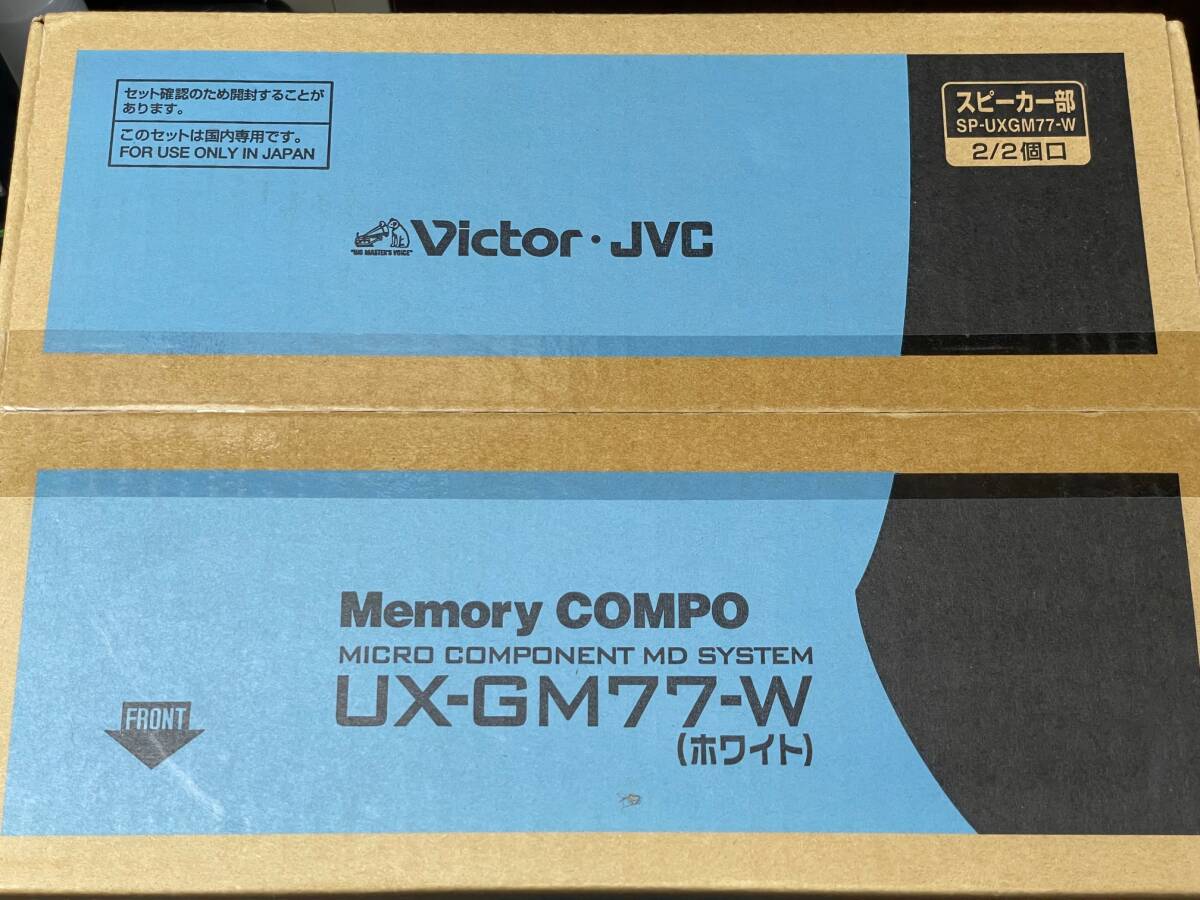 セット確認のため開封することが
あります。
このセットは国内専用です。
FOR USE ONLY IN JAPAN
スピーカー部
SP-UXGM77-W
2/2個口
"HIS MASTER'S VOICE"
Victor・JVC
Memory COMPO
MICRO COMPONENT MD SYSTEM
UX-GM77-W
(ホワイト)
FRONT